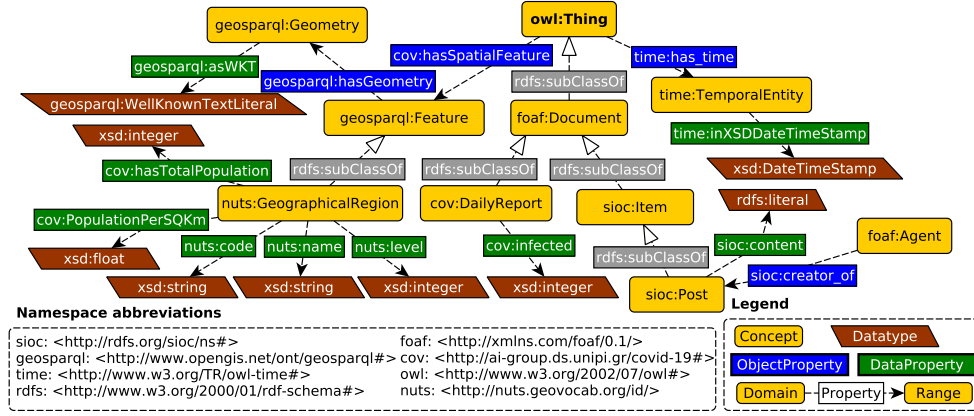 geosparql:Geometry
owl:Thing
cov:hasSpatialFeature
time:has_time
geosparql:asWKT
geosparql:hasGeometry
rdfs:subClassOf
geosparql:WellKnownTextLiteral
time:TemporalEntity
geosparql:Feature
foaf:Document
xsd:integer
time:inXSDDateTimeStamp
cov:hasTotalPopulation
rdfs:subClassOf
rdfs:subClassOf
rdfs:subClassOf
xsd:DateTimeStamp
nuts:GeographicalRegion
cov:DailyReport
sioc:Item
rdfs:literal
cov:PopulationPerSQKm
nuts:code
nuts:name
nuts:level
cov:infected
sioc:content
foaf:Agent
xsd:float
rdfs:subClassOf
sioc:creator_of
xsd:string
xsd:string
xsd:integer
xsd:integer
sioc:Post
Namespace abbreviations
sioc: <http://rdfs.org/sioc/ns#>
geosparql: <http://www.opengis.net/ont/geosparql#>
time: <http://www.w3.org/TR/owl-time#>
rdfs: <http://www.w3.org/2000/01/rdf-schema#>
foaf: <http://xmlns.com/foaf/0.1/>
cov: <http://ai-group.ds.unipi.gr/covid-19#>
owl: <http://www.w3.org/2002/07/owl#>
nuts: <http://nuts.geovocab.org/id/>
Legend
Concept
Datatype
ObjectProperty
DataProperty
Domain
Property
Range